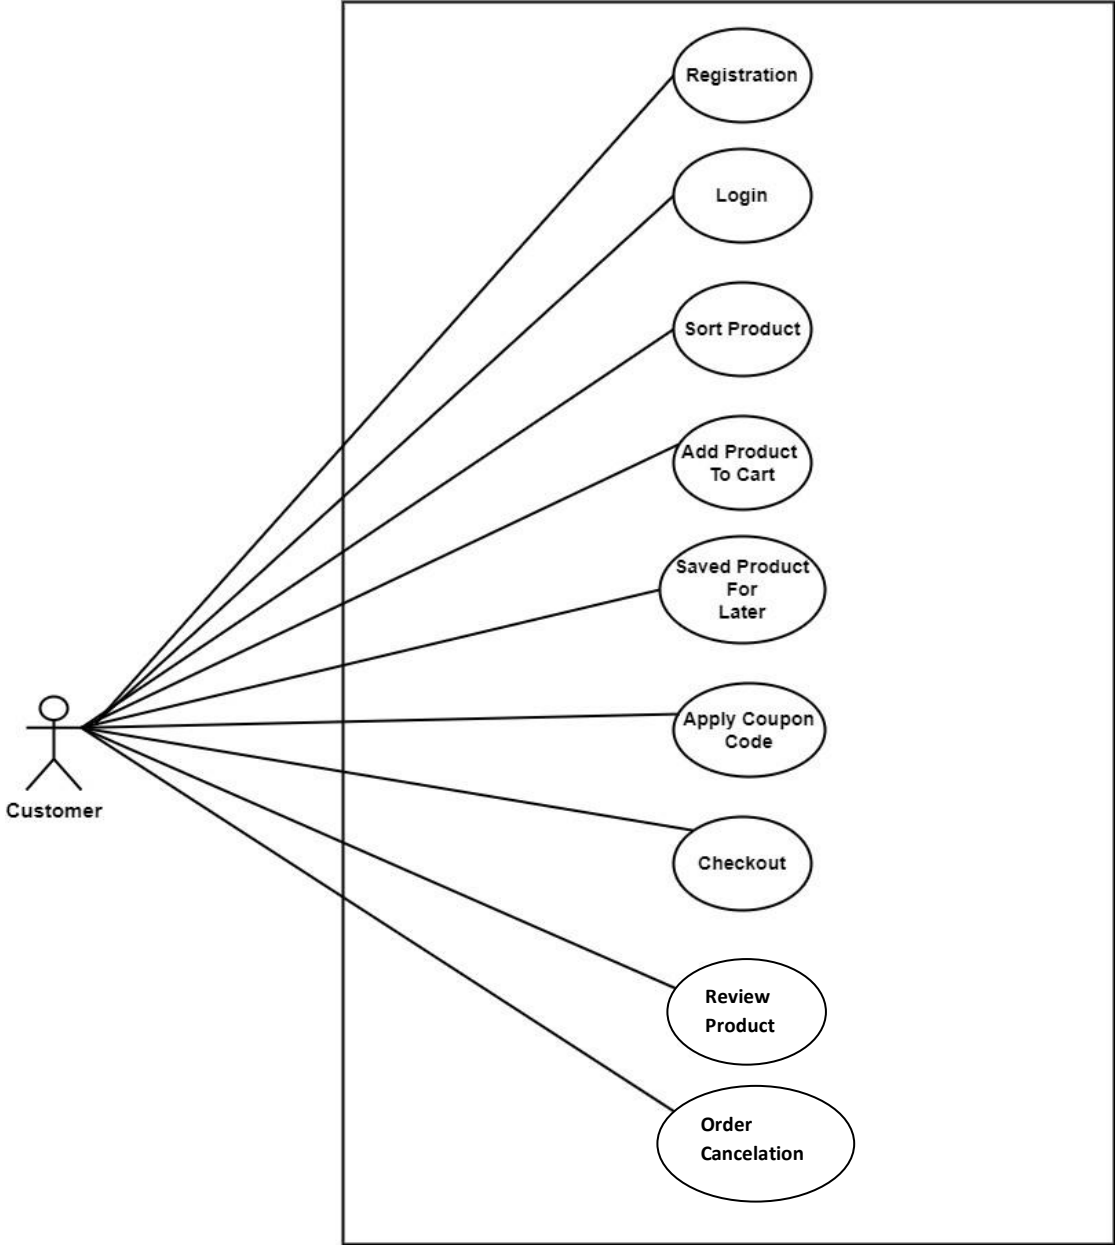 Registration
Login
Sort Product
Add Product
To Cart
Saved Product
For
Later
Apply Coupon
Code
Customer
Checkout
Review
Product
Order
Cancelation